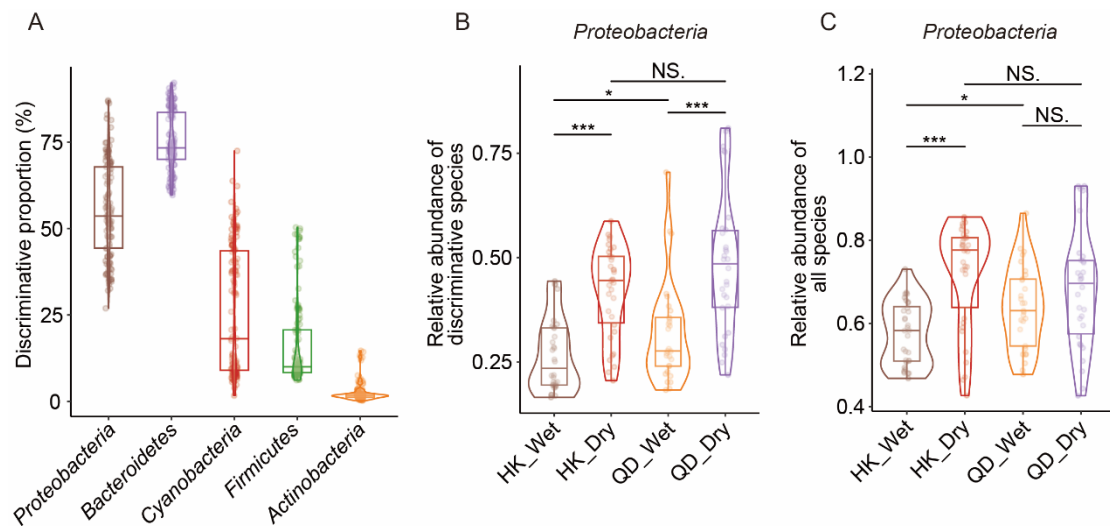 A
Discriminative proportion (%)
75
50
25
0
Proteobacteria
Bacteroidetes
Cyanobacteria
Firmicutes
Actinobacteria
B
Proteobacteria
Relative abundance of
discriminative species
0.75
0.50
0.25
NS.
*
***
***
HK_Wet
HK_Dry
QD_Wet
QD_Dry
C
Proteobacteria
Relative abundance of
all species
1.2
1.0
0.8
0.6
0.4
NS.
*
NS.
***
HK_Wet
HK_Dry
QD_Wet
QD_Dry